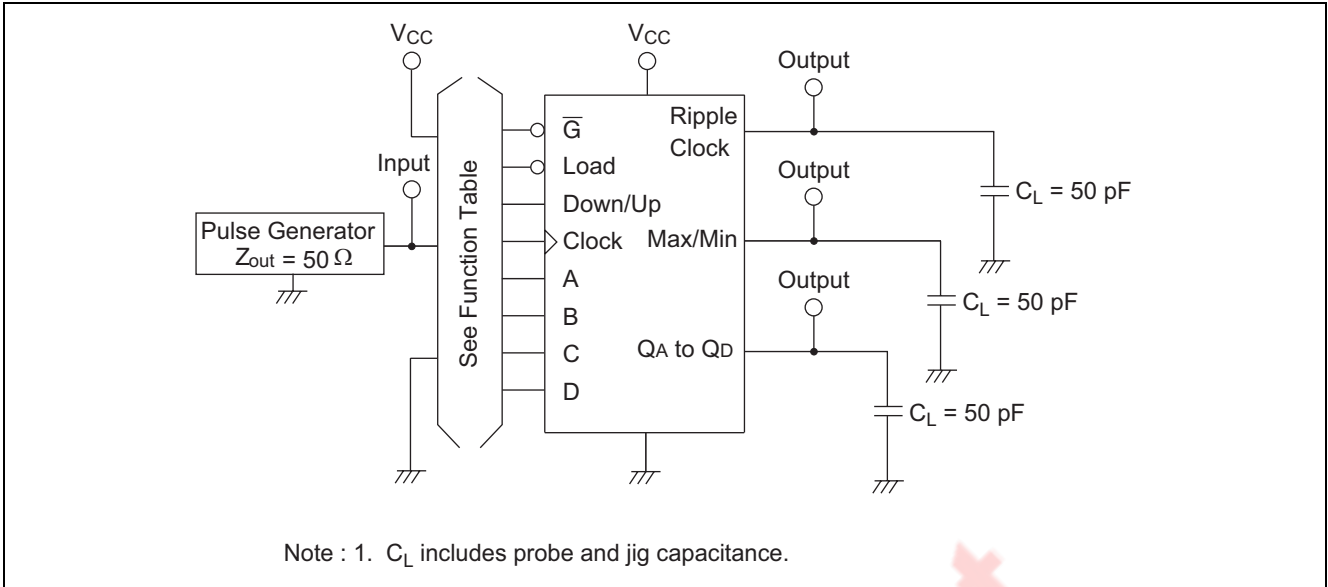 VCC
VCC
Output
Input
Pulse Generator
Zout = 50 Ω
See Function Table
G
Load
Down/Up
Clock
A
B
C
D
Ripple
Clock
Max/Min
QA to QD
Output
Output
CL = 50 pF
CL = 50 pF
CL = 50 pF
Note : 1. CL includes probe and jig capacitance.